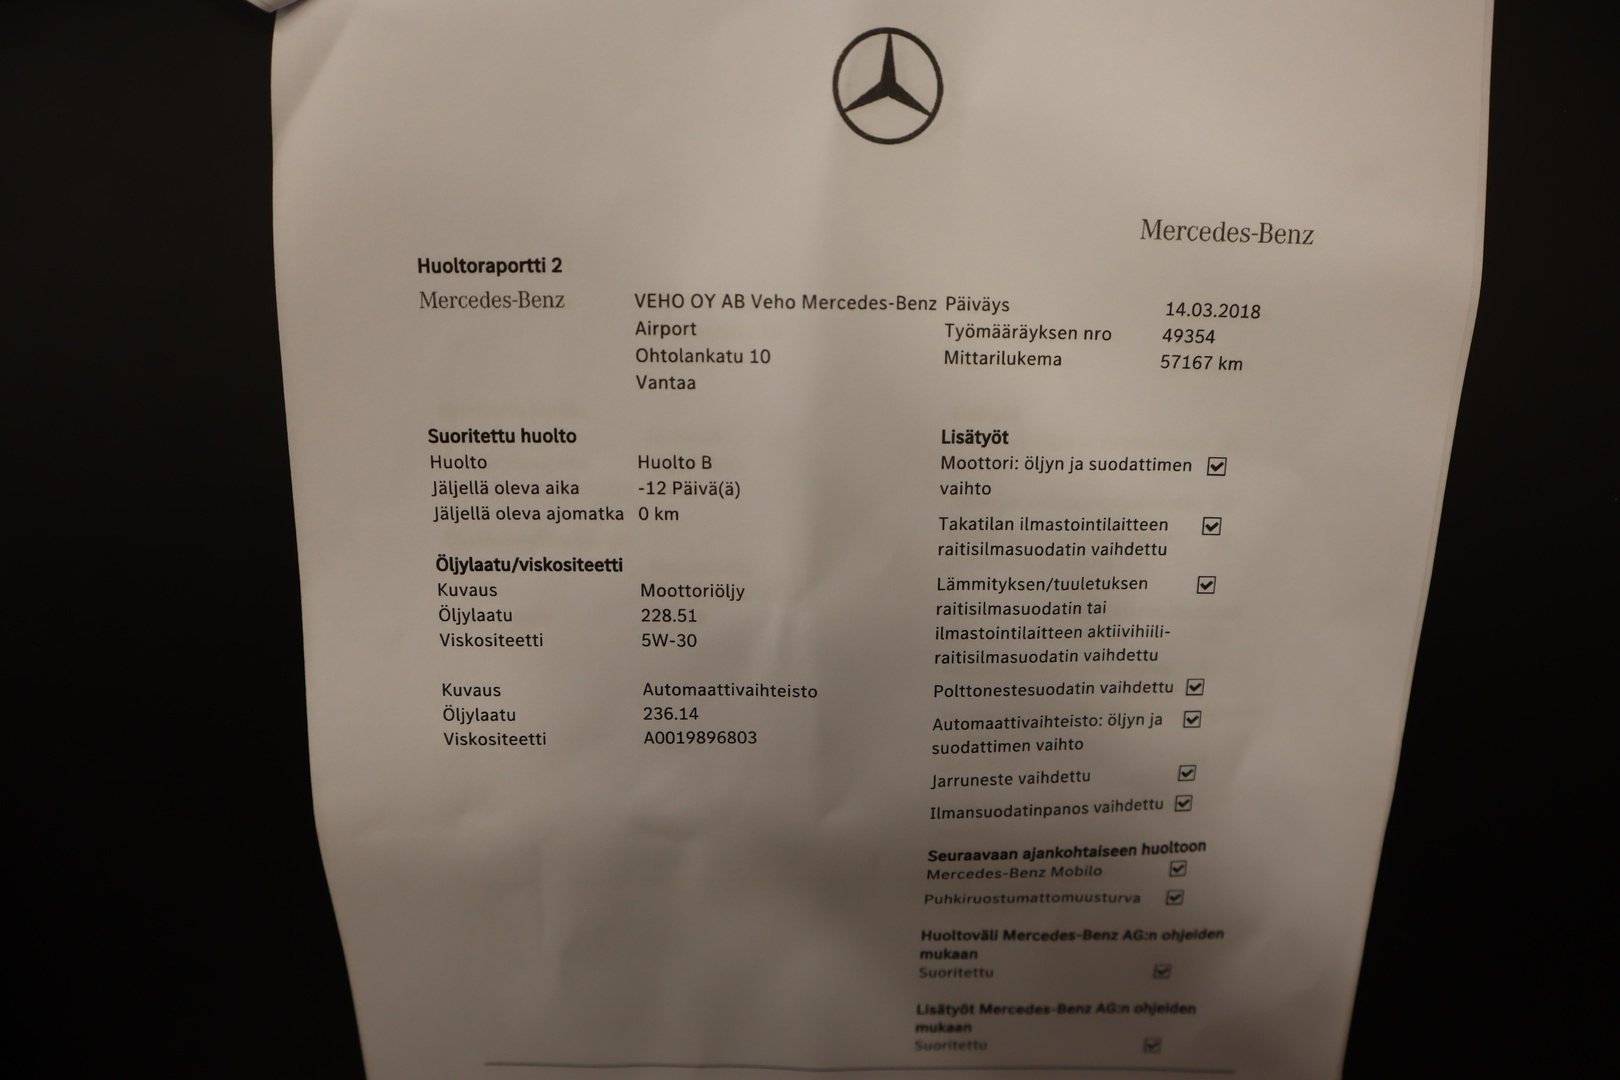 Mercedes-Benz
Huoltoraportti 2
Mercedes-Benz
VEHO OY AB Veho Mercedes-Benz
Airport
Ohtolankatu 10
Vantaa
Päiväys 14.03.2018
Työmääräyksen nro 49354
Mittarilukema 57167 km
Suoritettu huolto
Huolto Huolto B
Jäljellä oleva aika -12 Päivä(ä)
Jäljellä oleva ajomatka 0 km
Öljylaatu/viskositeetti
Kuvaus Moottoriöljy
Öljylaatu 228.51
Viskositeetti 5W-30
Kuvaus Automaattivaihteisto
Öljylaatu 236.14
Viskositeetti A0019896803
Lisätyöt
Moottori: öljyn ja suodattimen
vaihto
Takatilan ilmastointilaitteen
raitisilmasuodatin vaihdettu
Lämmityksen/tuuletuksen
raitisilmasuodatin tai
ilmastointilaitteen aktiivihiili-
raitisilmasuodatin vaihdettu
Polttonestesuodatin vaihdettu
Automaattivaihteisto: öljyn ja
suodattimen vaihto
Jarruneste vaihdettu
Ilmansuodatinpanos vaihdettu
Seuraavaan ajankohtaiseen huoltoon
Mercedes-Benz Mobilo
Puhkiruostumattomuusturva
Huoltoväli Mercedes-Benz AG:n ohjeiden
mukaan
Suoritettu
Lisätyöt Mercedes-Benz AG:n ohjeiden
mukaan
Suoritettu